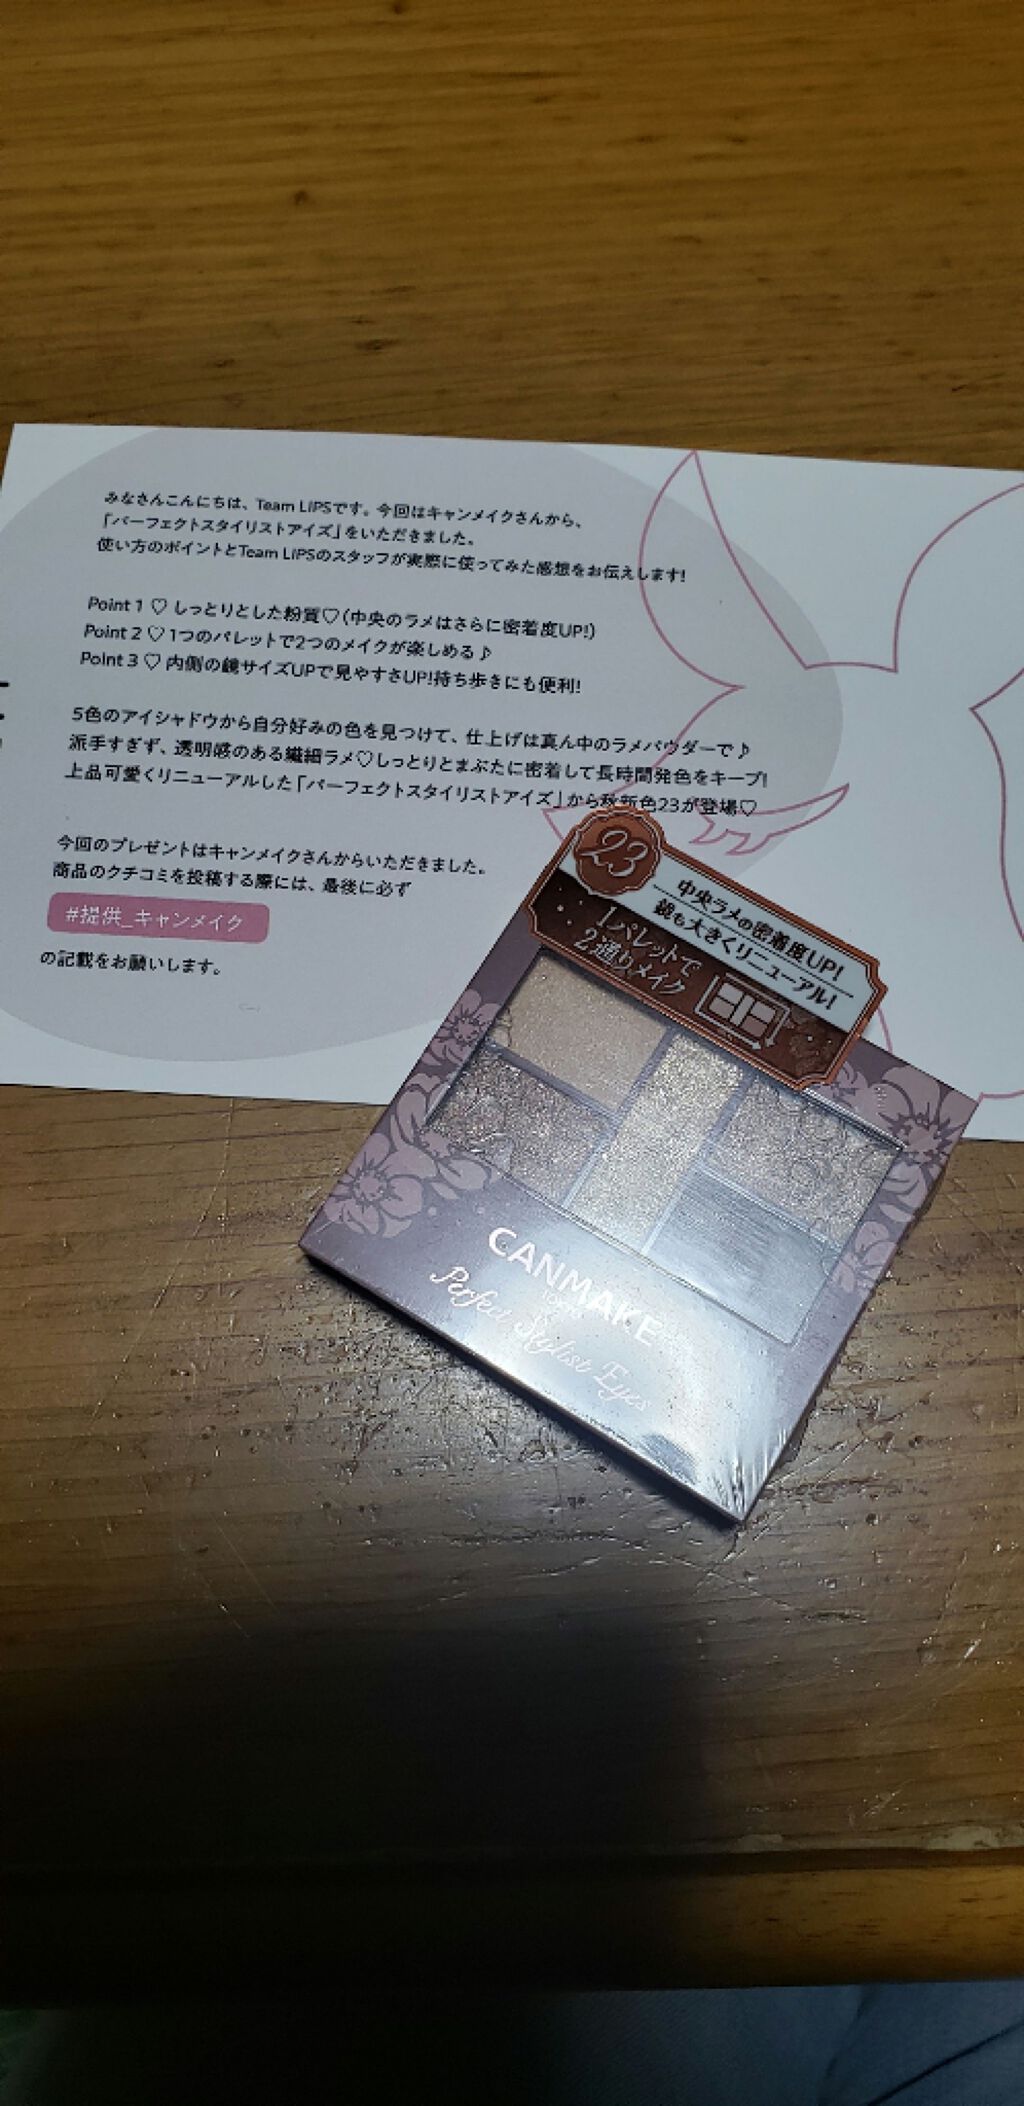 みなさんこんにちは、Team LIPSです。今回はキャンメイクさんから、
「パーフェクトスタイリストアイズ」をいただきました。
使い方のポイントとTeam LIPSのスタッフが実際に使ってみた感想をお伝えします!
Point 1 ♡ しっとりとした粉質♡(中央のラメはさらに密着度UP!)
Point 2 ♡ 1つのパレットで2つのメイクが楽しめる♪
Point 3 ♡ 内側の鏡サイズUPで見やすさUP!持ち歩きにも便利!
5色のアイシャドウから自分好みの色を見つけて、仕上げは真ん中のラメパウダーで♪
派手すぎず、透明感のある繊細ラメ♡しっとりとまぶたに密着して長時間発色をキープ!
上品可愛くリニューアルした「パーフェクトスタイリストアイズ」から秋新色23が登場♡
今回のプレゼントはキャンメイクさんからいただきました。
商品のクチコミを投稿する際には、最後に必ず
#提供_キャンメイク
の記載をお願いします。
23
中央ラメの密着度UP!
鏡も大きくリニューアル!
1パレットで
2通りメイク
CANMAKE
Perfect Stylist Eyes